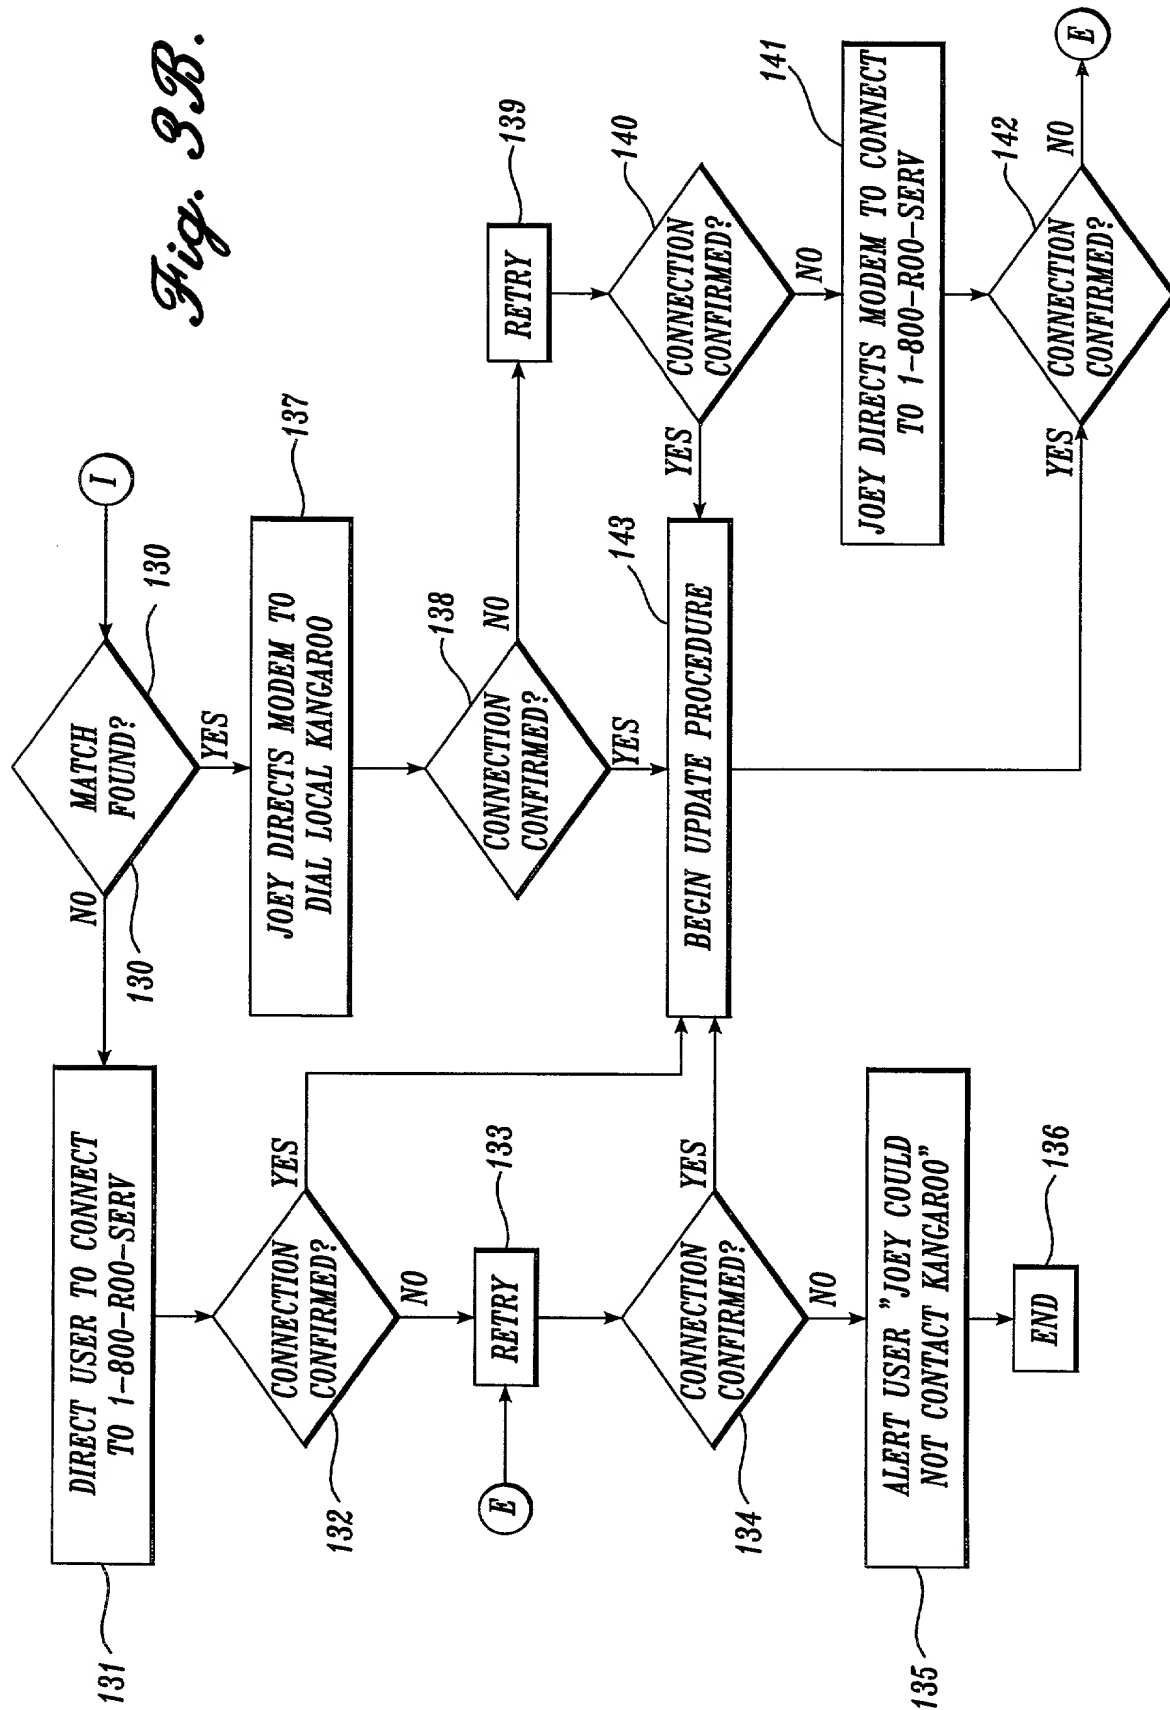 Fig. 3B.
I
MATCH
FOUND?
130
130
NO
YES
DIRECT USER TO CONNECT
TO 1-800-ROO-SERV
131
JOEY DIRECTS MODEM TO
DIAL LOCAL KANGAROO
137
CONNECTION
CONFIRMED?
132
YES
NO
CONNECTION
CONFIRMED?
138
NO
YES
RETRY
139
E
RETRY
133
CONNECTION
CONFIRMED?
140
YES
NO
BEGIN UPDATE PROCEDURE
143
CONNECTION
CONFIRMED?
134
YES
NO
JOEY DIRECTS MODEM TO CONNECT
TO 1-800-ROO-SERV
141
ALERT USER "JOEY COULD
NOT CONTACT KANGAROO"
135
CONNECTION
CONFIRMED?
142
YES
NO
E
END
136